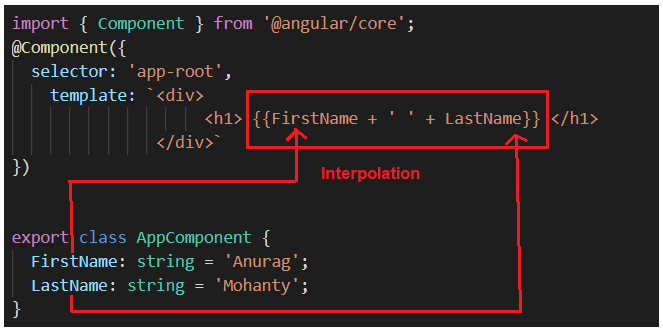 import { Component } from '@angular/core';
@Component({
selector: 'app-root',
template: `<div>
<h1> {{FirstName + ' ' + LastName}} </h1>
</div>`
})
Interpolation
export class AppComponent {
FirstName: string = 'Anurag';
LastName: string = 'Mohanty';
}